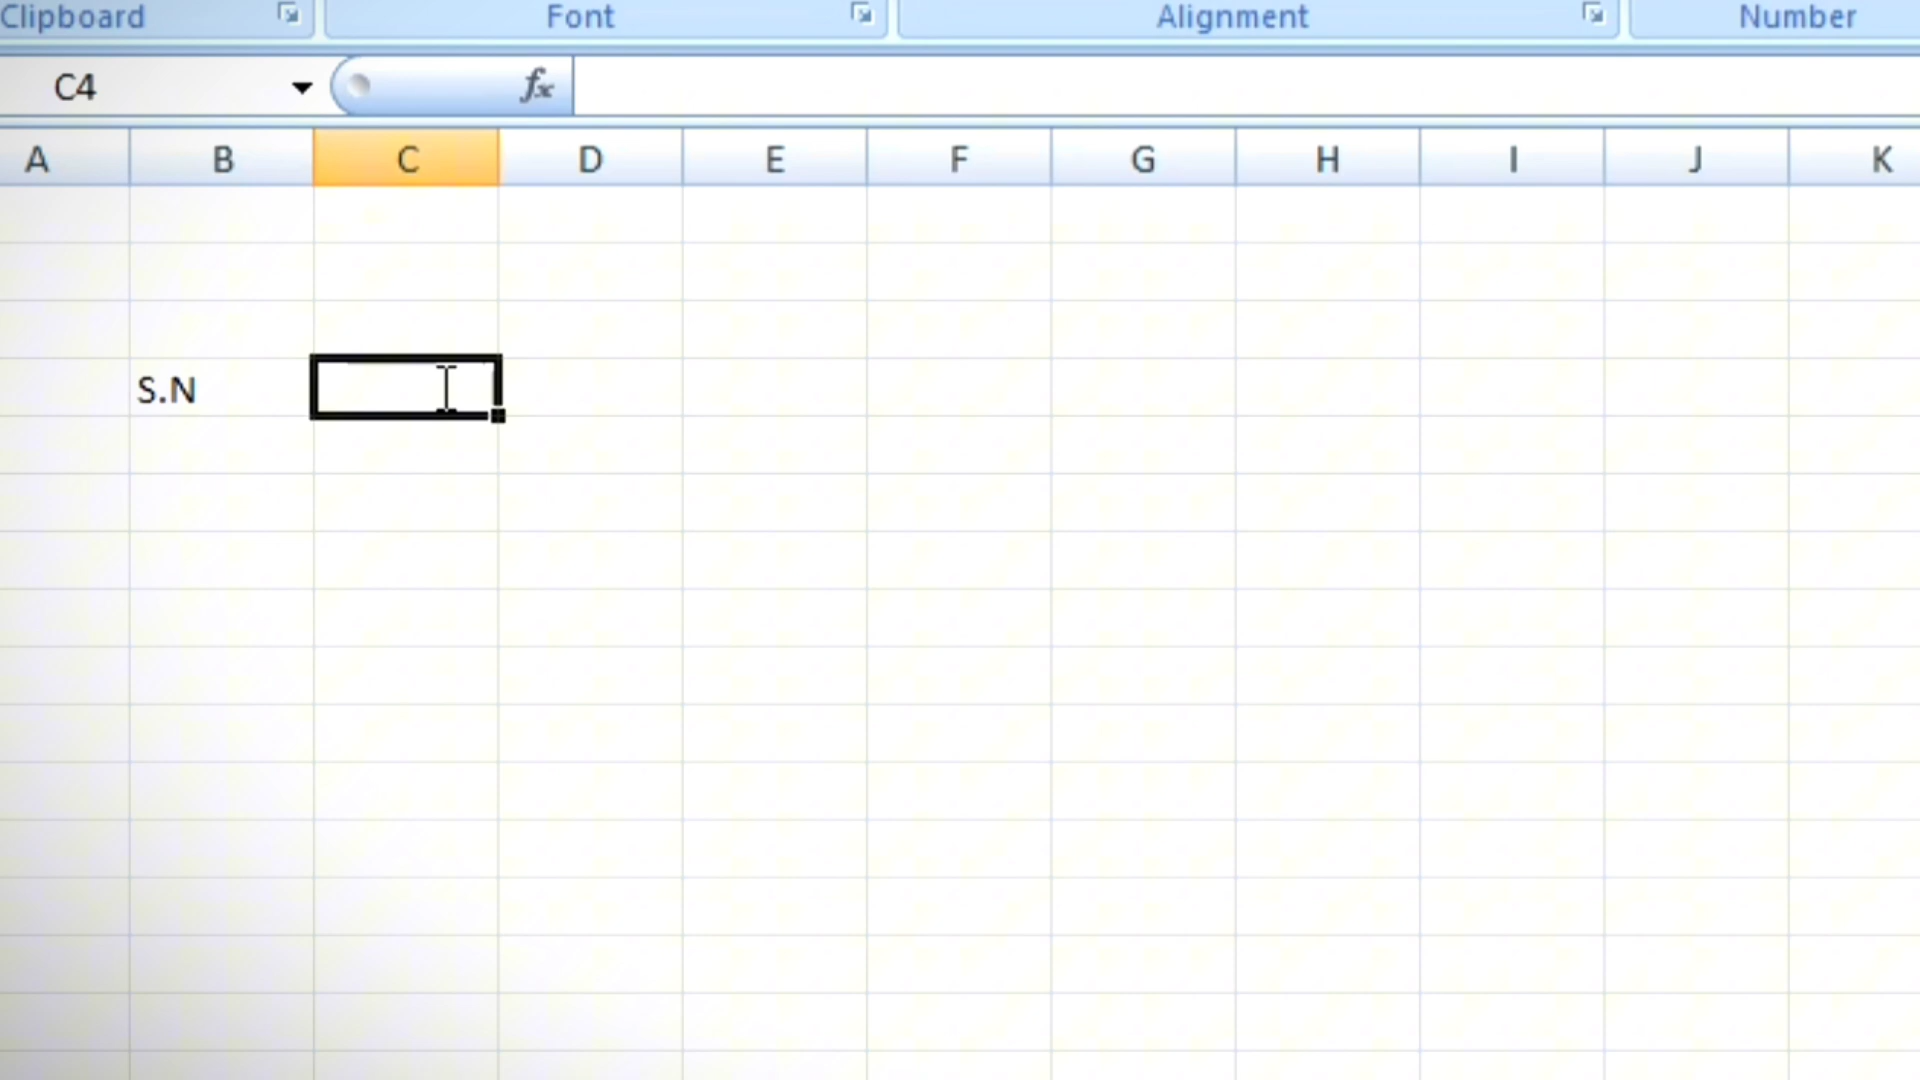 Clipboard Font Alignment Number
C4 fx
A B C D E F G H I J K
S.N